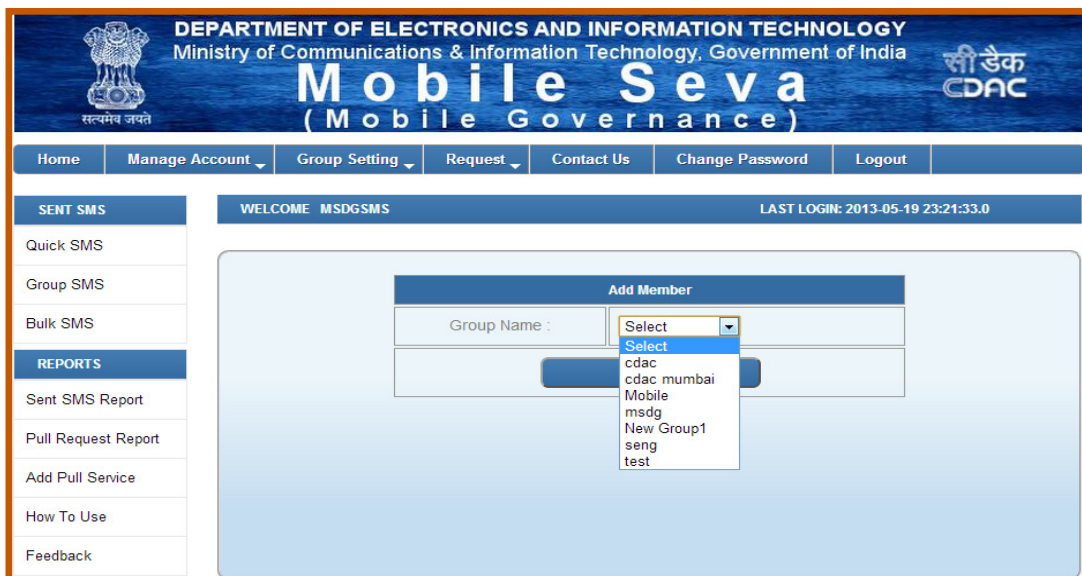 DEPARTMENT OF ELECTRONICS AND INFORMATION TECHNOLOGY
Ministry of Communications & Information Technology, Government of India
Mobile Seva
(Mobile Governance)
सत्यमेव जयते
सी डैक
CDAC
Home Manage Account Group Setting Request Contact Us Change Password Logout
SENT SMS
Quick SMS
Group SMS
Bulk SMS
REPORTS
Sent SMS Report
Pull Request Report
Add Pull Service
How To Use
Feedback
WELCOME MSDGSMS LAST LOGIN: 2013-05-19 23:21:33.0
Add Member
Group Name : Select
Select
cdac
cdac mumbai
Mobile
msdg
New Group1
seng
test